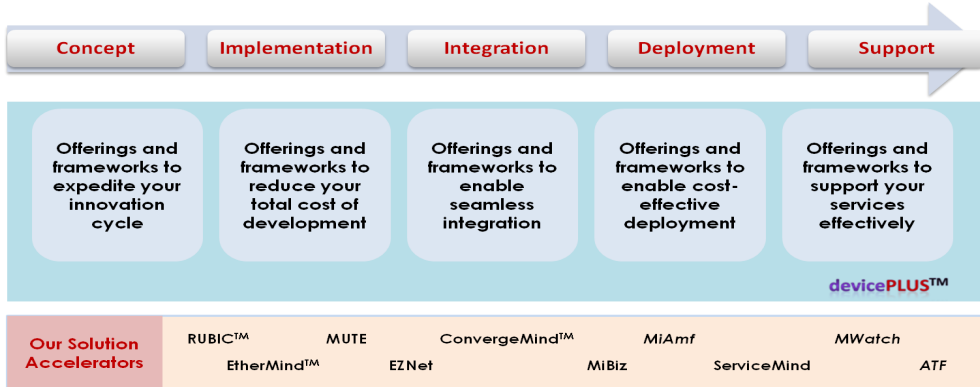 Concept
Implementation
Integration
Deployment
Support
Offerings and
frameworks to
expedite your
innovation
cycle
Offerings and
frameworks to
reduce your
total cost of
development
Offerings and
frameworks to
enable
seamless
integration
Offerings and
frameworks to
enable cost-
effective
deployment
Offerings and
frameworks to
support your
services
effectively
devicePLUS™
Our Solution
Accelerators
RUBIC™ MUTE ConvergeMind™ MiAmf MWatch
EtherMind™ EZNet MiBiz ServiceMind ATF